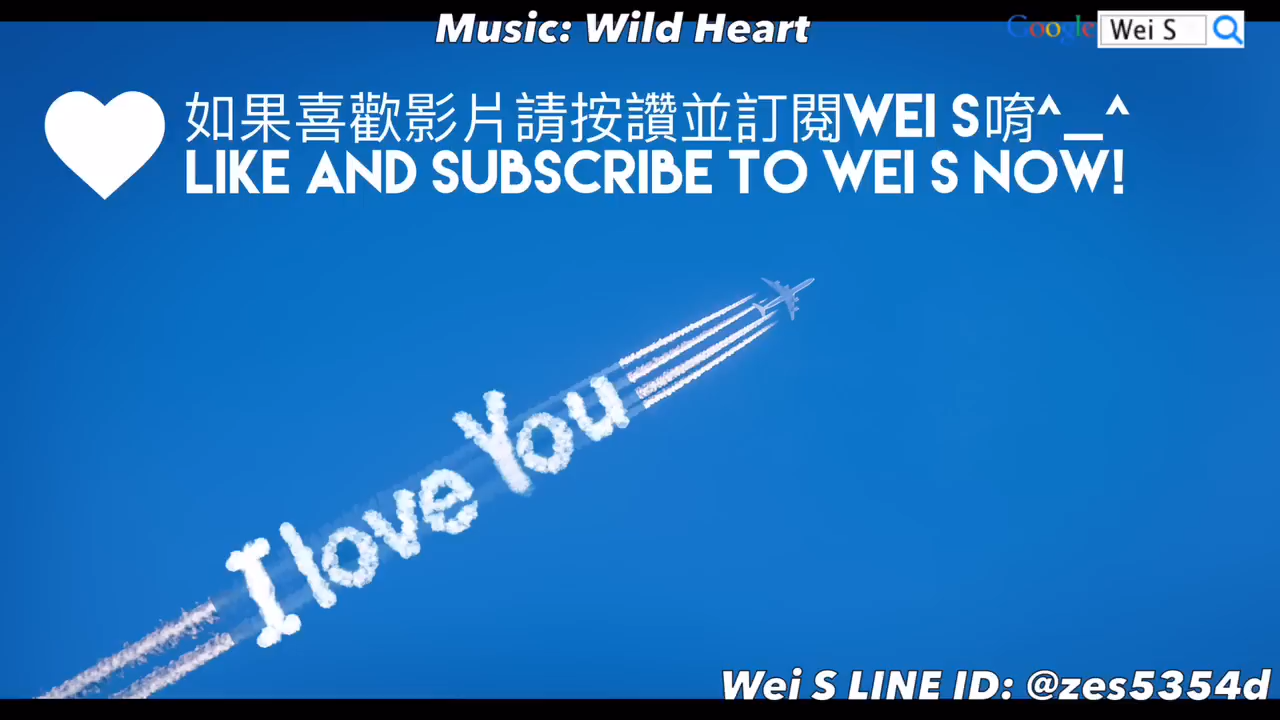 Music: Wild Heart
Google Wei S
如果喜歡影片請按讚並訂閱WEI S唷^_^
LIKE AND SUBSCRIBE TO WEI S NOW!
I love You
Wei S LINE ID: @zes5354d